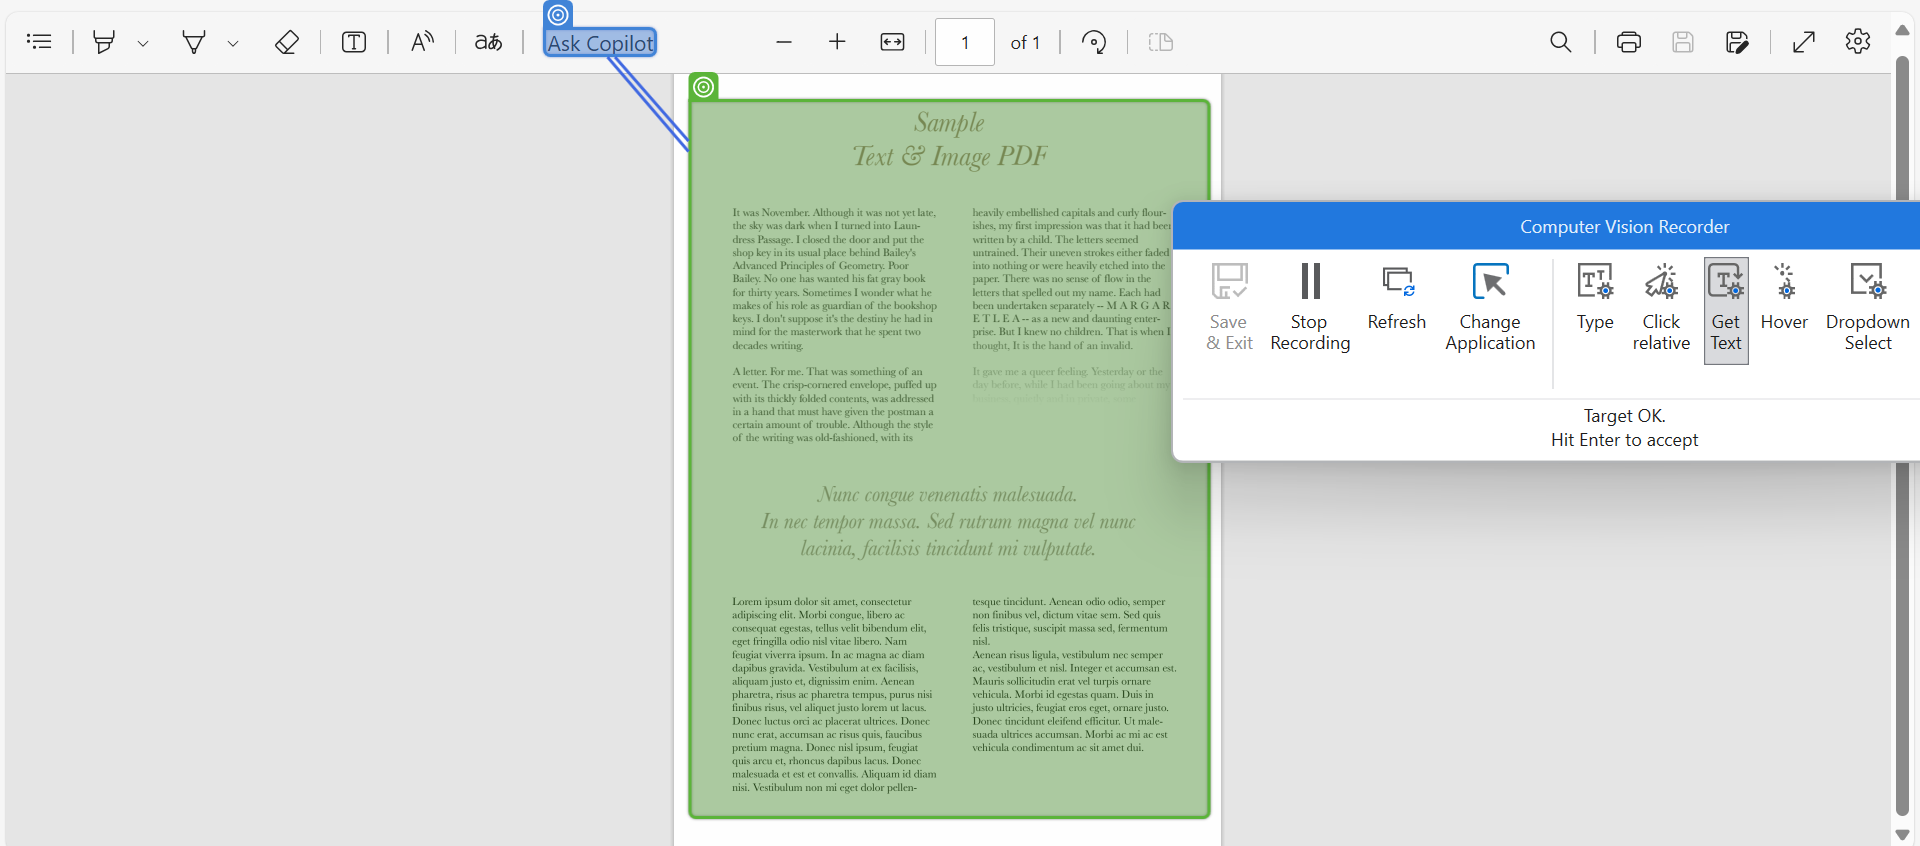 aあ
Ask Copilot
1
of 1
Sample
Text & Image PDF
It was November. Although it was not yet late,
the sky was dark when I turned into Laun-
dress Passage. I closed the door and put the
shop key in its usual place behind Bailey's
Advanced Principles of Geometry. Poor
Bailey. No one has wanted his fat gray book
for thirty years. Sometimes I wonder what he
makes of his role as guardian of the bookshop
keys. I don't suppose it's the destiny he had in
mind for the masterwork that he spent two
decades writing.
A letter. For me. That was something of an
event. The crisp-cornered envelope, puffed up
with its thickly folded contents, was addressed
in a hand that must have given the postman a
certain amount of trouble. Although the style
of the writing was old-fashioned, with its
heavily embellished capitals and curly flour-
ishes, my first impression was that it had been
written by a child. The letters seemed
untrained. Their uneven strokes either faded
into nothing or were heavily etched into the
paper. There was no sense of flow in the
letters that spelled out my name. Each had
been undertaken separately -- M A R G A R
E T L E A -- as a new and daunting enter-
prise. But I knew no children. That is when I
thought, It is the hand of an invalid.
It gave me a queer feeling. Yesterday or the
day before, while I had been going about my
Nunc congue venenatis malesuada.
In nec tempor massa. Sed rutrum magna vel nunc
lacinia, facilisis tincidunt mi vulputate.
Lorem ipsum dolor sit amet, consectetur
adipiscing elit. Morbi congue, libero ac
consequat egestas, tellus velit bibendum elit,
eget fringilla odio nisl vitae libero. Nam
feugiat viverra ipsum. In ac magna ac diam
dapibus gravida. Vestibulum at ex facilisis,
aliquam justo et, dignissim enim. Aenean
pharetra, risus ac pharetra tempus, purus nisi
finibus risus, vel aliquet justo lorem ut lacus.
Donec luctus orci ac placerat ultrices. Donec
nunc erat, accumsan ac risus quis, faucibus
pretium magna. Donec nisl ipsum, feugiat
quis arcu et, rhoncus dapibus lacus. Donec
malesuada et est et convallis. Aliquam id diam
nisi. Vestibulum non mi eget dolor pellen-
tesque tincidunt. Aenean odio odio, semper
non finibus vel, dictum vitae sem. Sed quis
felis tristique, suscipit massa sed, fermentum
nisl.
Aenean risus ligula, vestibulum nec semper
ac, vestibulum et nisl. Integer et accumsan est.
Mauris sollicitudin erat vel turpis ornare
vehicula. Morbi id egestas quam. Duis in
justo ultricies, feugiat eros eget, ornare justo.
Donec tincidunt eleifend efficitur. Ut male-
suada ultrices accumsan. Morbi ac mi ac est
vehicula condimentum ac sit amet dui.
Computer Vision Recorder
Save
& Exit
Stop
Recording
Refresh
Change
Application
Type
Click
relative
Get
Text
Hover
Dropdown
Select
Target OK.
Hit Enter to accept